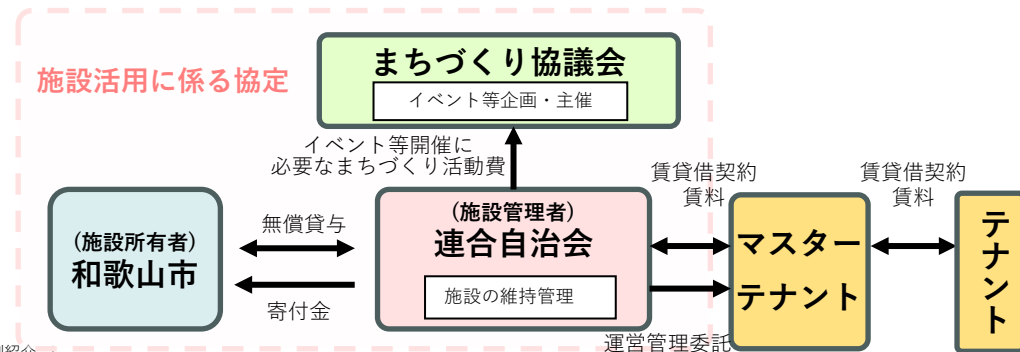 施設活用に係る協定
まちづくり協議会
イベント等企画・主催
イベント等開催に
必要なまちづくり活動費
(施設所有者)
和歌山市
無償貸与
寄付金
(施設管理者)
連合自治会
施設の維持管理
賃貸借契約
賃料
運営管理委託
マスター
テナント
賃貸借契約
賃料
テナント